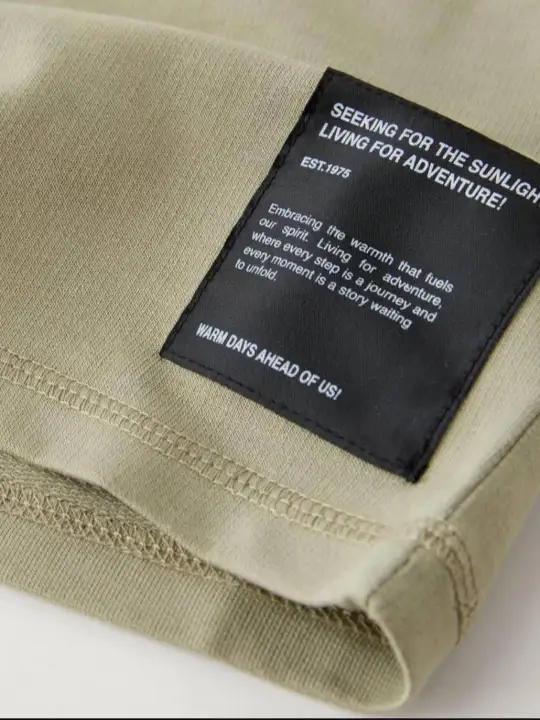 SEEKING FOR THE SUNLIGH
LIVING FOR ADVENTURE!
EST.1975
Embracing the warmth that fuels
our spirit. Living for adventure,
where every step is a journey and
every moment is a story waiting
to unfold.
WARM DAYS AHEAD OF US!